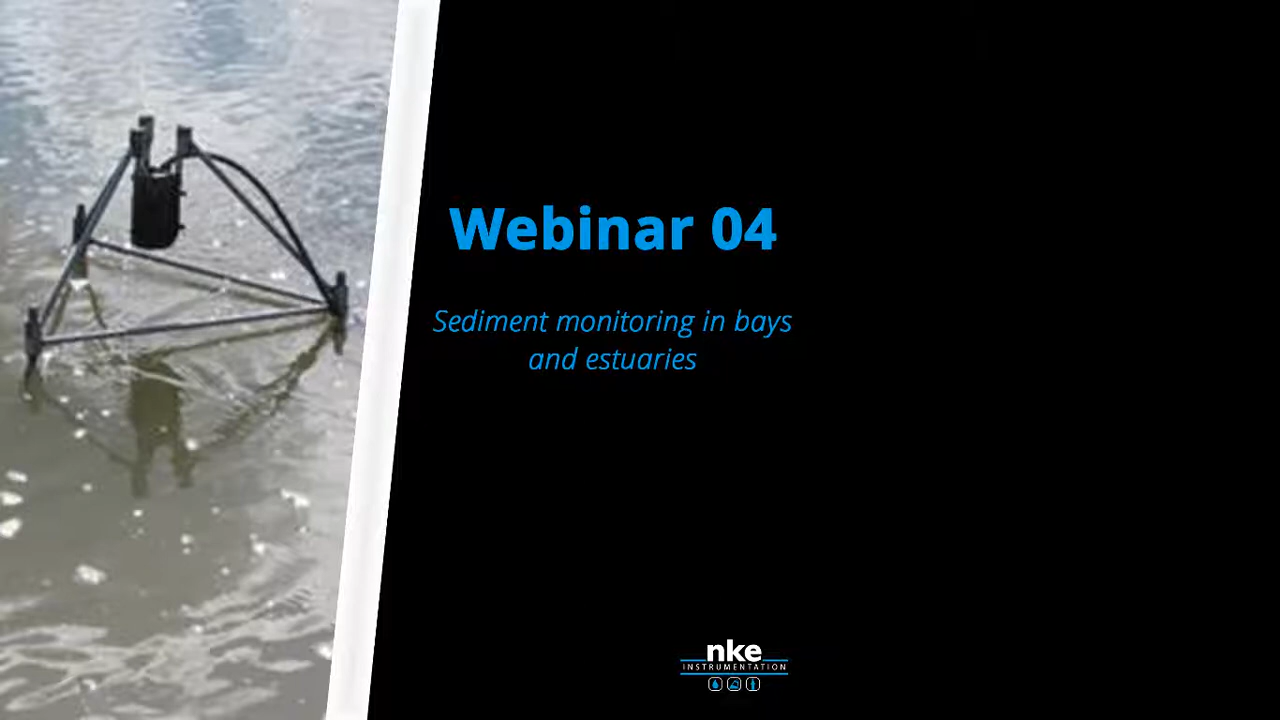 Webinar 04
Sediment monitoring in bays
and estuaries
nke
INSTRUMENTATION